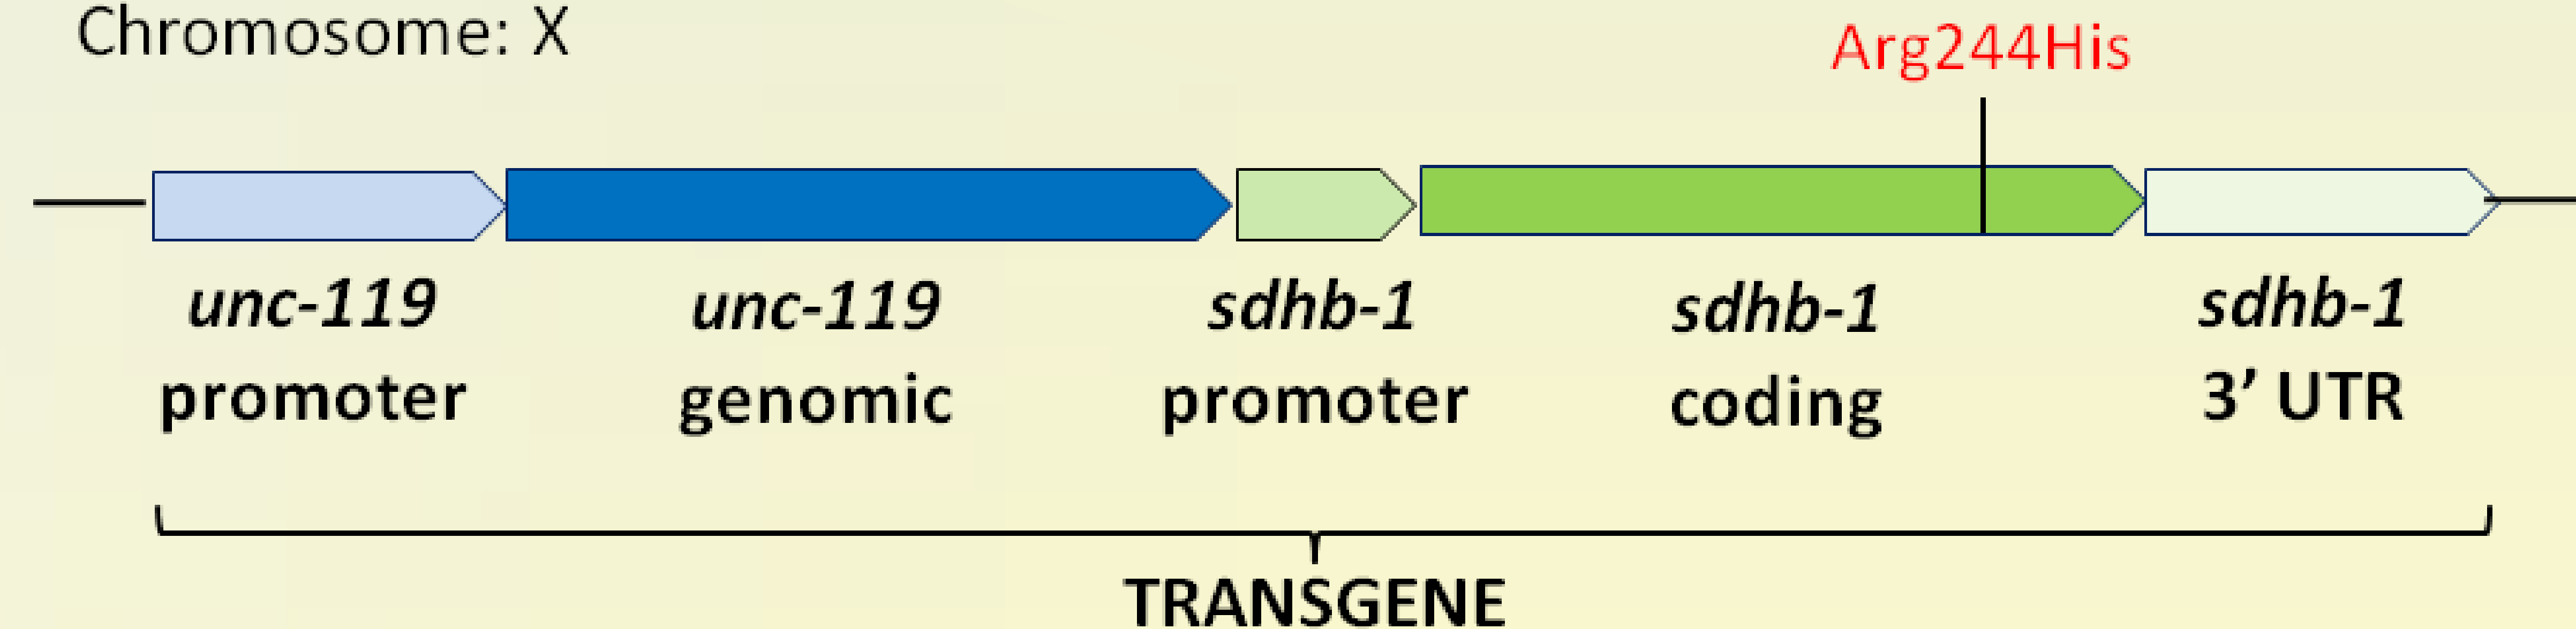 Chromosome: X
Arg244His
unc-119 promoter
unc-119 genomic
sdhb-1 promoter
sdhb-1 coding
sdhb-1 3’ UTR
TRANSGENE